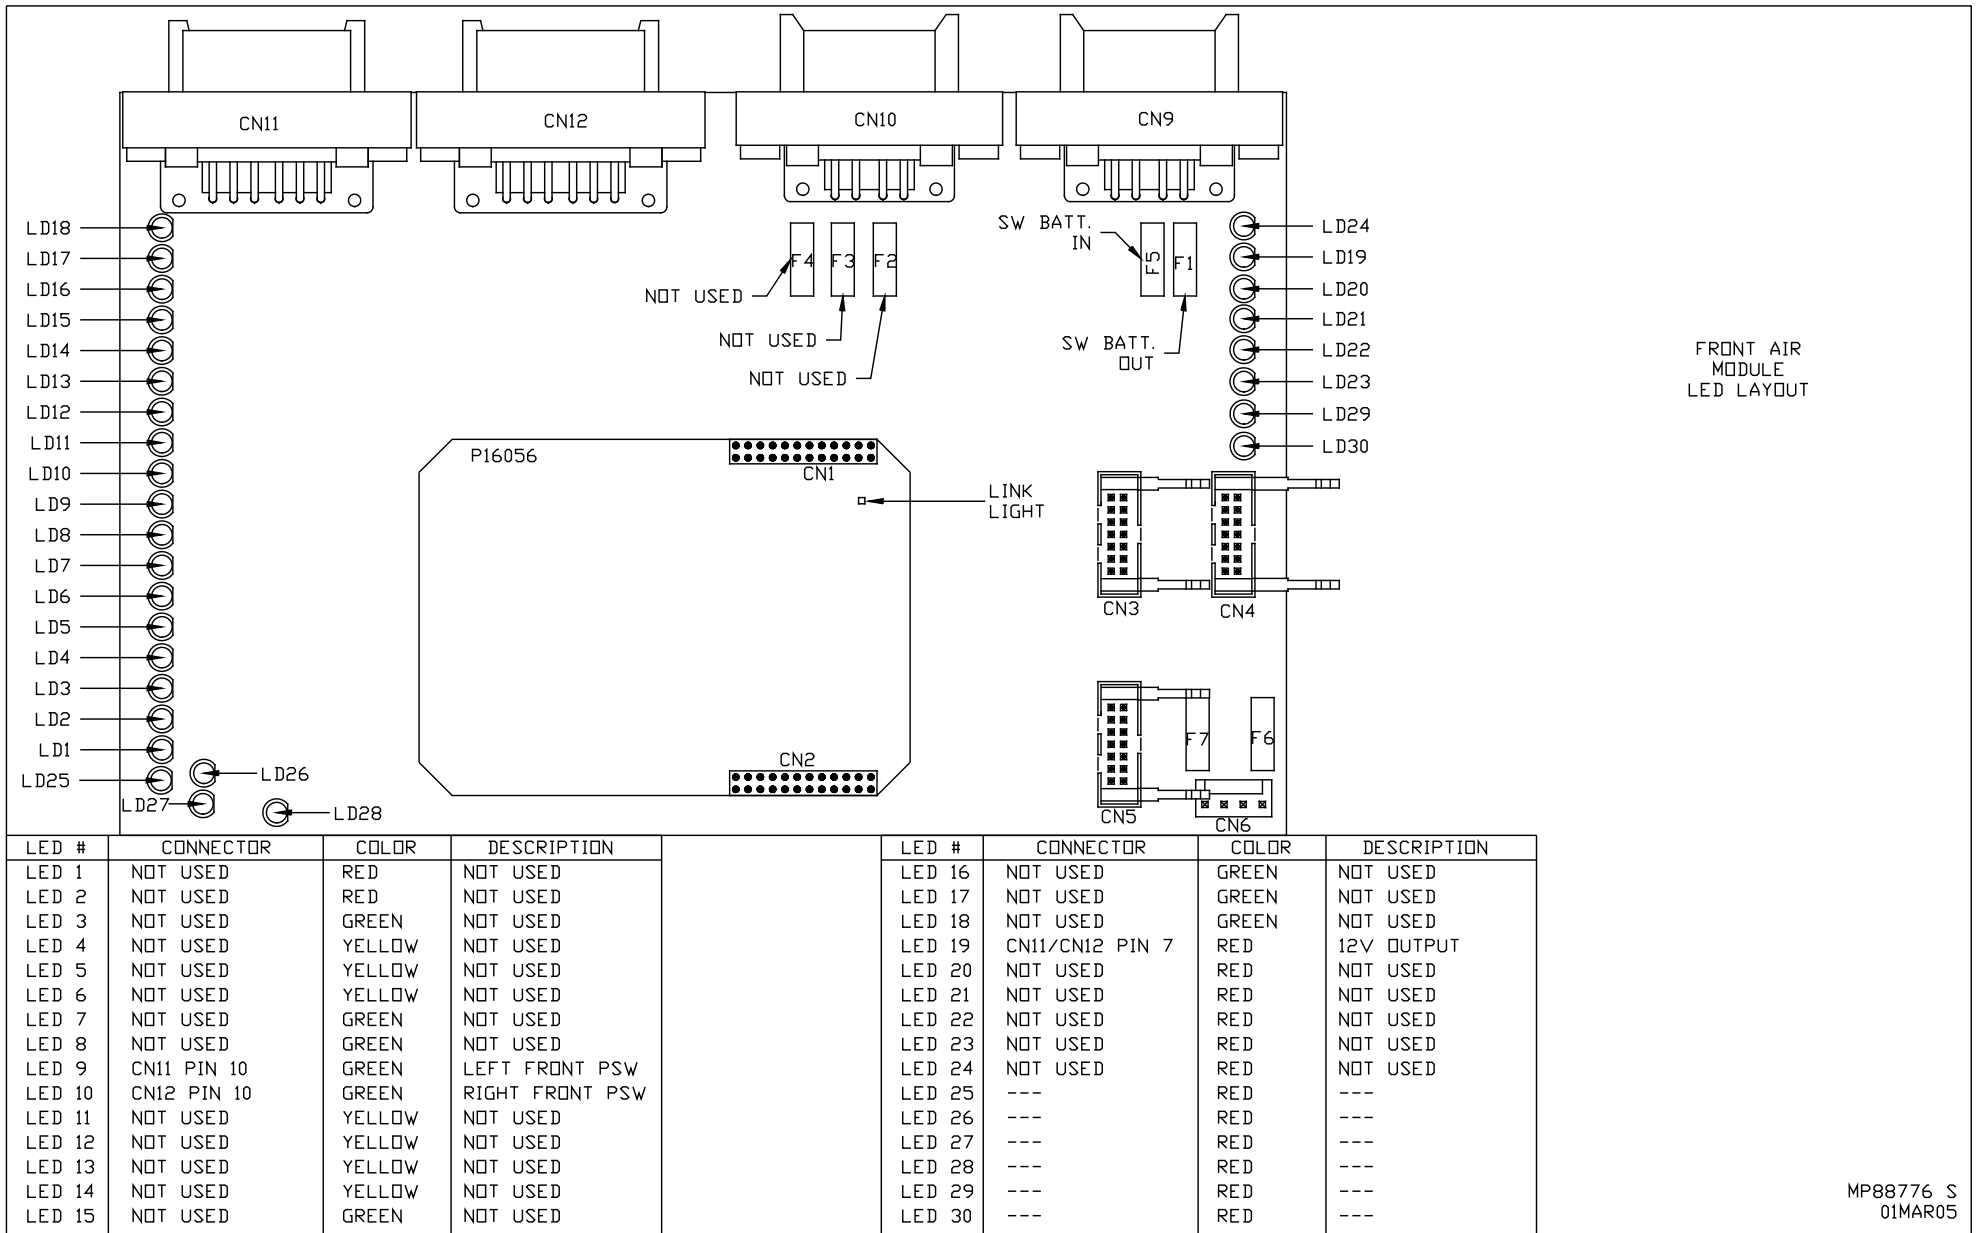 CN11
CN12
CN10
CN9
LD18
LD17
LD16
LD15
LD14
LD13
LD12
LD11
LD10
LD9
LD8
LD7
LD6
LD5
LD4
LD3
LD2
LD1
LD25
LD26
LD27
LD28
F4
F3
F2
NOT USED
NOT USED
NOT USED
SW BATT.
IN
F5
F1
SW BATT.
OUT
LD24
LD19
LD20
LD21
LD22
LD23
LD29
LD30
FRONT AIR
MODULE
LED LAYOUT
P16056
CN1
LINK
LIGHT
CN2
CN3
CN4
CN5
F7
F6
CN6
LED # CONNECTOR COLOR DESCRIPTION
LED 1 NOT USED RED NOT USED
LED 2 NOT USED RED NOT USED
LED 3 NOT USED GREEN NOT USED
LED 4 NOT USED YELLOW NOT USED
LED 5 NOT USED YELLOW NOT USED
LED 6 NOT USED YELLOW NOT USED
LED 7 NOT USED GREEN NOT USED
LED 8 NOT USED GREEN NOT USED
LED 9 CN11 PIN 10 GREEN LEFT FRONT PSW
LED 10 CN12 PIN 10 GREEN RIGHT FRONT PSW
LED 11 NOT USED YELLOW NOT USED
LED 12 NOT USED YELLOW NOT USED
LED 13 NOT USED YELLOW NOT USED
LED 14 NOT USED YELLOW NOT USED
LED 15 NOT USED GREEN NOT USED
LED # CONNECTOR COLOR DESCRIPTION
LED 16 NOT USED GREEN NOT USED
LED 17 NOT USED GREEN NOT USED
LED 18 NOT USED GREEN NOT USED
LED 19 CN11/CN12 PIN 7 RED 12V OUTPUT
LED 20 NOT USED RED NOT USED
LED 21 NOT USED RED NOT USED
LED 22 NOT USED RED NOT USED
LED 23 NOT USED RED NOT USED
LED 24 NOT USED RED NOT USED
LED 25 --- RED ---
LED 26 --- RED ---
LED 27 --- RED ---
LED 28 --- RED ---
LED 29 --- RED ---
LED 30 --- RED ---
MP88776 S
01MAR05